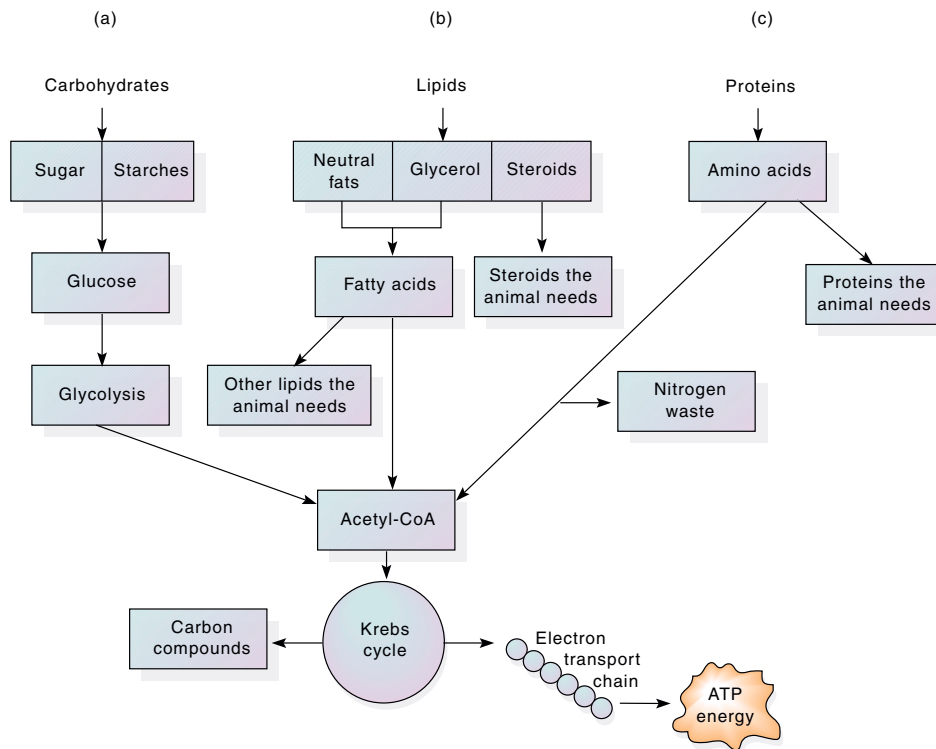 (a)
(b)
(c)
Carbohydrates
Lipids
Proteins
Sugar
Starches
Neutral
fats
Glycerol
Steroids
Amino acids
Glucose
Fatty acids
Steroids the
animal needs
Proteins the
animal needs
Glycolysis
Other lipids the
animal needs
Nitrogen
waste
Acetyl-CoA
Carbon
compounds
Krebs
cycle
Electron
transport
chain
ATP
energy